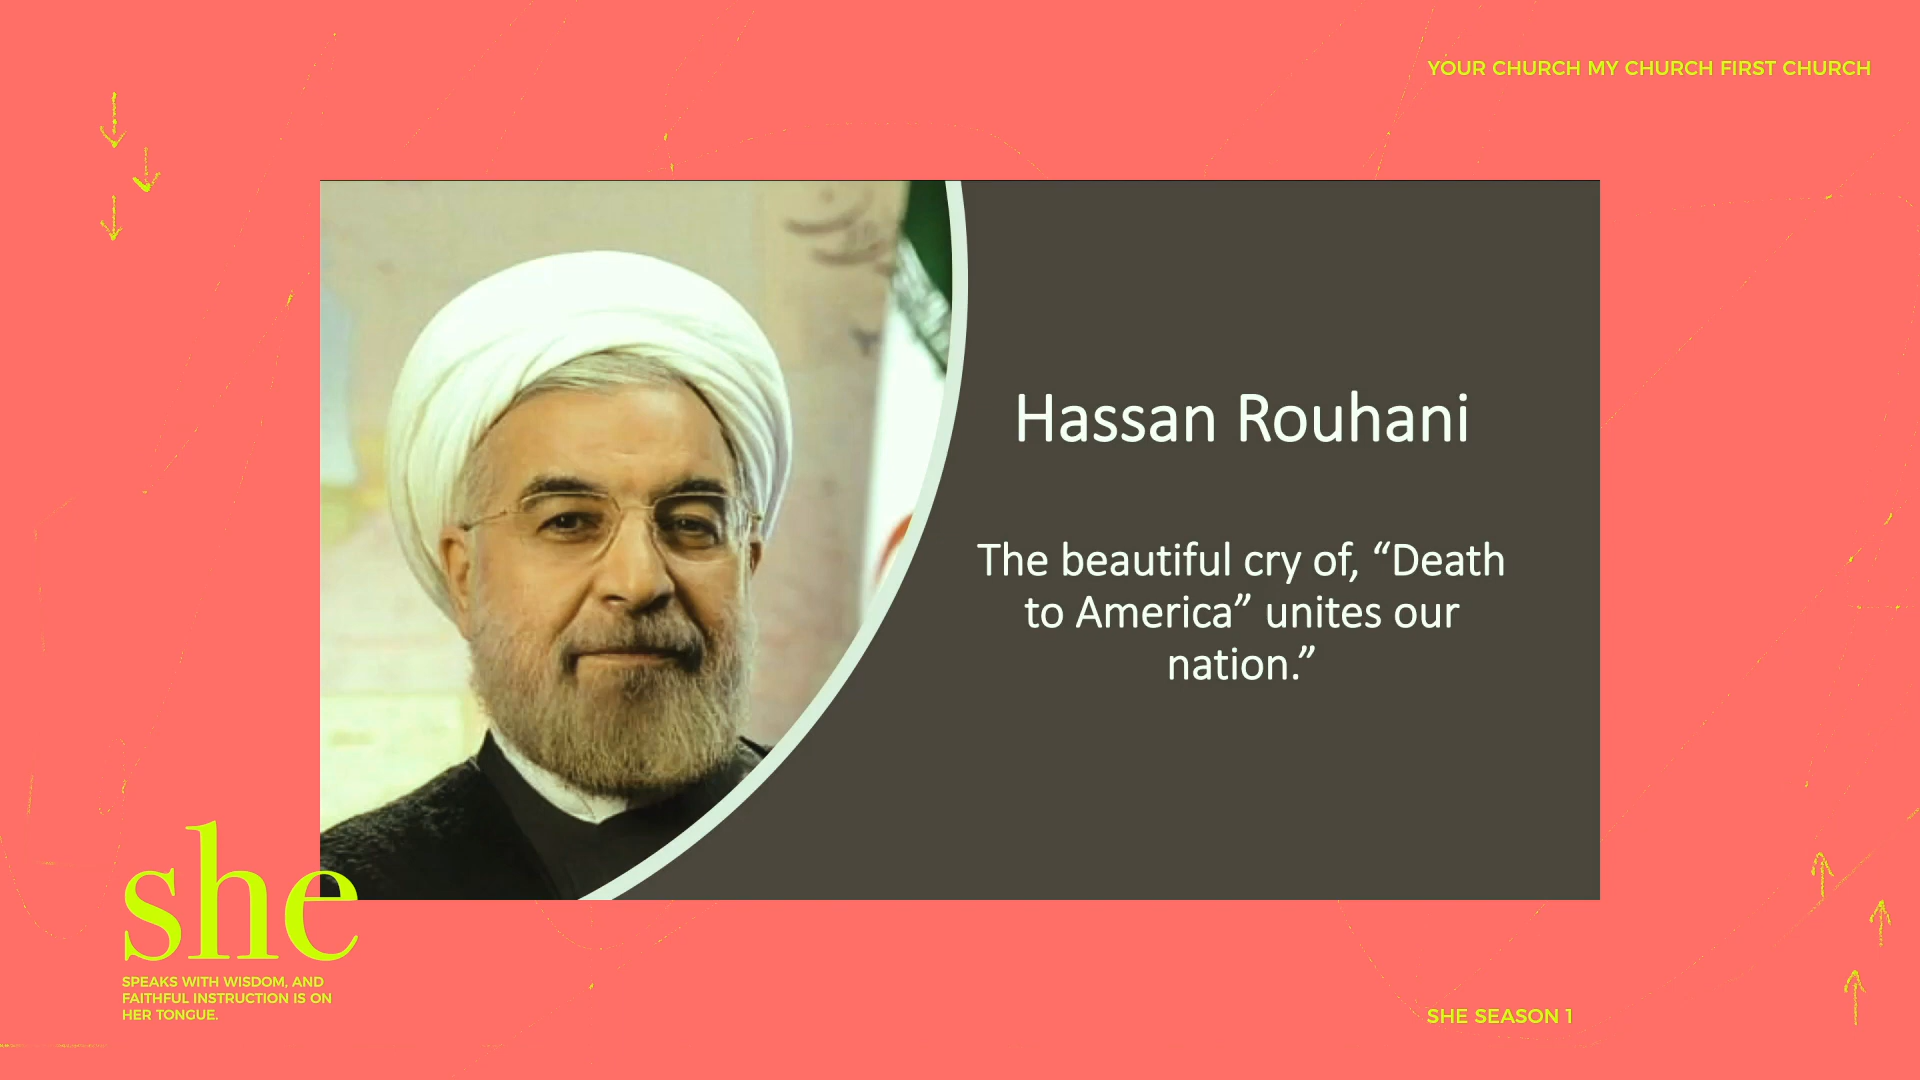 YOUR CHURCH MY CHURCH FIRST CHURCH
Hassan Rouhani
The beautiful cry of, “Death
to America” unites our
nation.”
she
SPEAKS WITH WISDOM, AND
FAITHFUL INSTRUCTION IS ON
HER TONGUE.
SHE SEASON 1